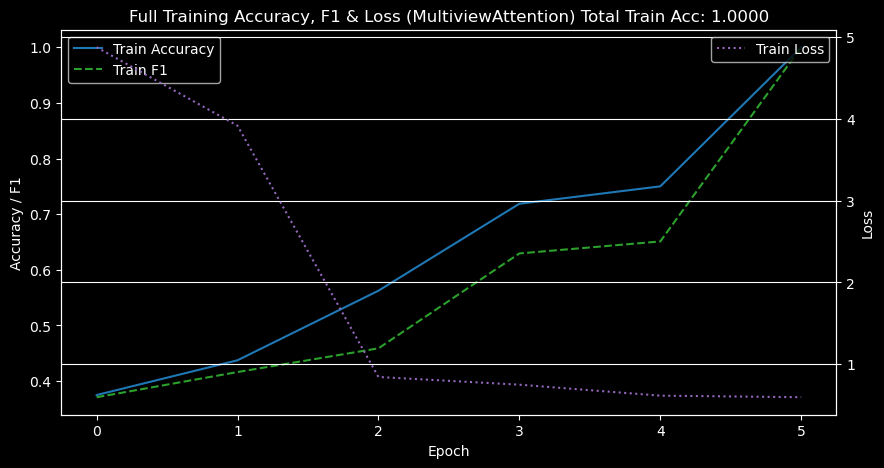 Full Training Accuracy, F1 & Loss (MultiviewAttention) Total Train Acc: 1.0000
Train Accuracy
Train F1
Train Loss
Accuracy / F1
1.0
0.9
0.8
0.7
0.6
0.5
0.4
5
4
3
2
1
Loss
0 1 2 3 4 5
Epoch